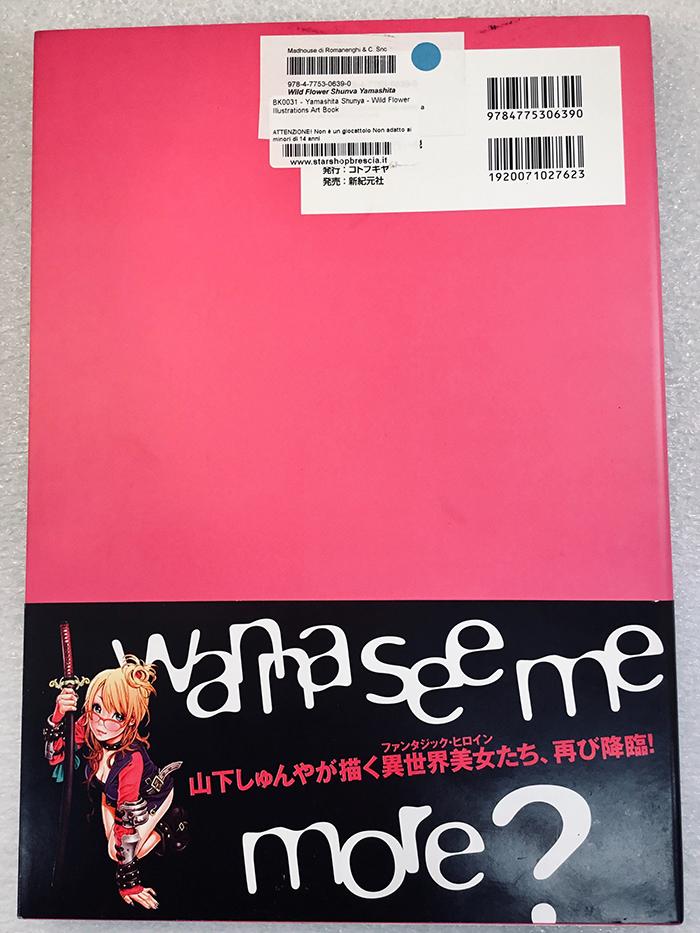 Madhouse di Romanenghi & C. Snc
978-4-7753-0639-0
Wild Flower Shunva Yamashita
BK0031 - Yamashita Shunya - Wild Flower
Illustrations Art Book
ATTENZIONE! Non è un giocattolo Non adatto ai
minori di 14 anni
www.starshopbrescia.it
9784775306390
1920071027623
発行：コトブキヤ
発売：新紀元社
wanna see me
ファンタジック・ヒロイン
山下しゅんやが描く異世界美女たち、再び降臨!
more?